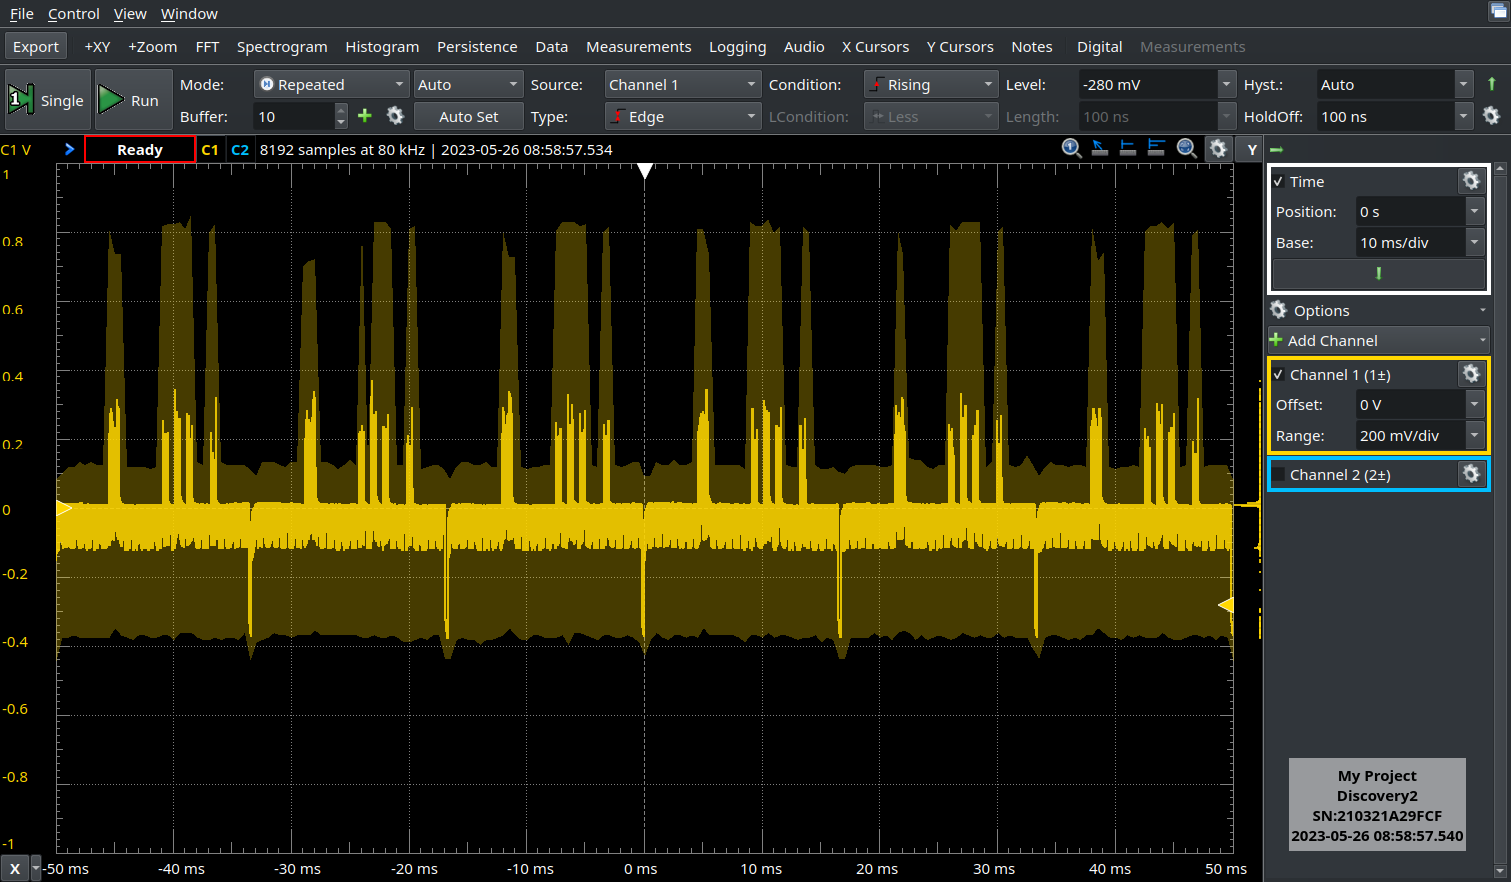 File Control View Window
Export +XY +Zoom FFT Spectrogram Histogram Persistence Data Measurements Logging Audio X Cursors Y Cursors Notes Digital Measurements
1 Single Run Mode: Repeated Auto Source: Channel 1 Condition: Rising Level: -280 mV Hyst.: Auto
Buffer: 10 Auto Set Type: Edge LCondition: Less Length: 100 ns HoldOff: 100 ns
C1 V Ready C1 C2 8192 samples at 80 kHz | 2023-05-26 08:58:57.534 Y
1
0.8
0.6
0.4
0.2
0
-0.2
-0.4
-0.6
-0.8
-1
X -50 ms -40 ms -30 ms -20 ms -10 ms 0 ms 10 ms 20 ms 30 ms 40 ms 50 ms
Time
Position: 0 s
Base: 10 ms/div
Options
Add Channel
Channel 1 (1±)
Offset: 0 V
Range: 200 mV/div
Channel 2 (2±)
My Project
Discovery2
SN:210321A29FCF
2023-05-26 08:58:57.540